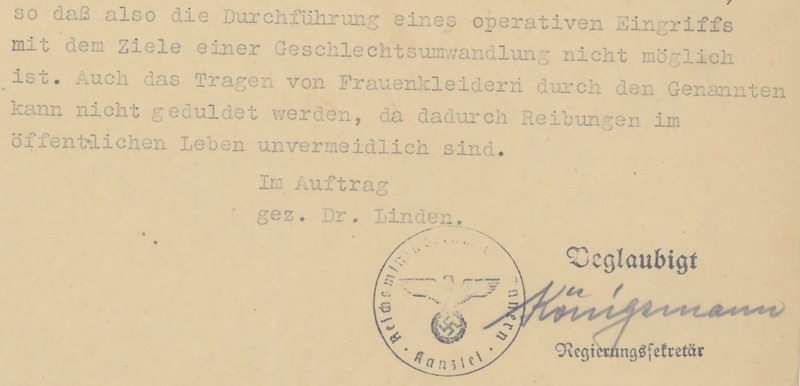 so daß also die Durchführung eines operativen Eingriffs
mit dem Ziele einer Geschlechtsumwandlung nicht möglich
ist. Auch das Tragen von Frauenkleidern durch den Genannten
kann nicht geduldet werden, da dadurch Reibungen im
öffentlichen Leben unvermeidlich sind.
Im Auftrag
gez. Dr. Linden.
Kanzlei
Beglaubigt
Königsmann
Regierungssekretär